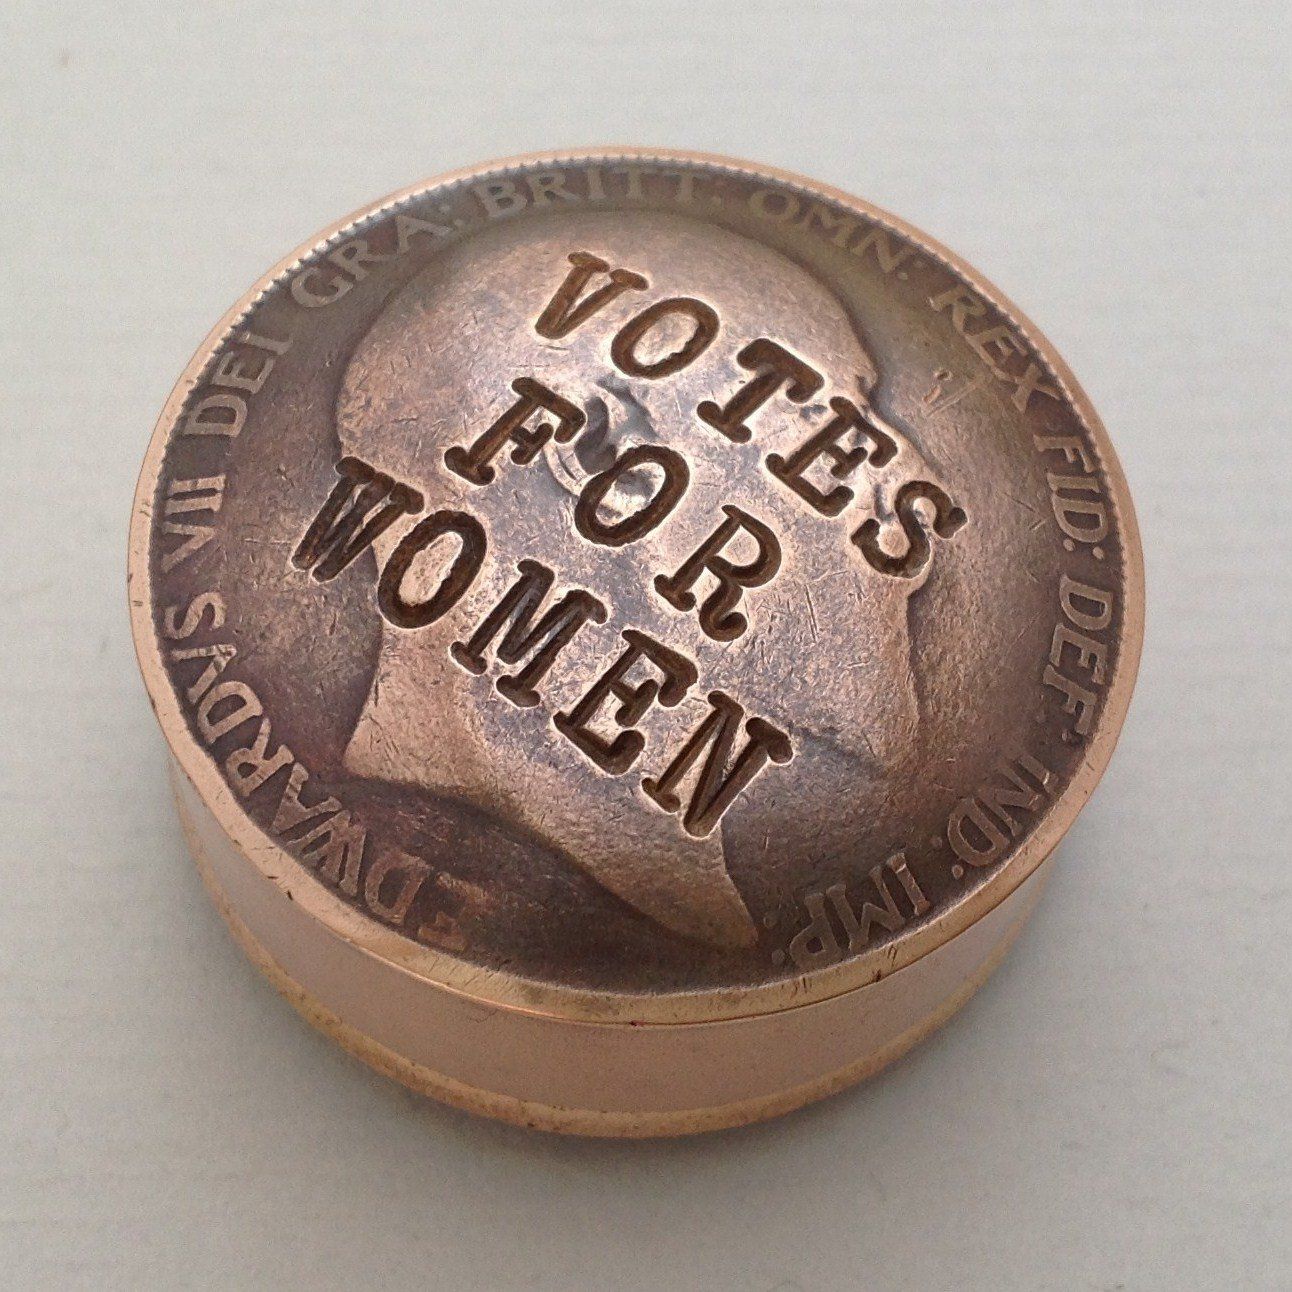 VOTES
FOR
WOMEN
EDWARDVS VII DEI GRA: BRITT: OMN: REX FID: DEF: IND: IMP: